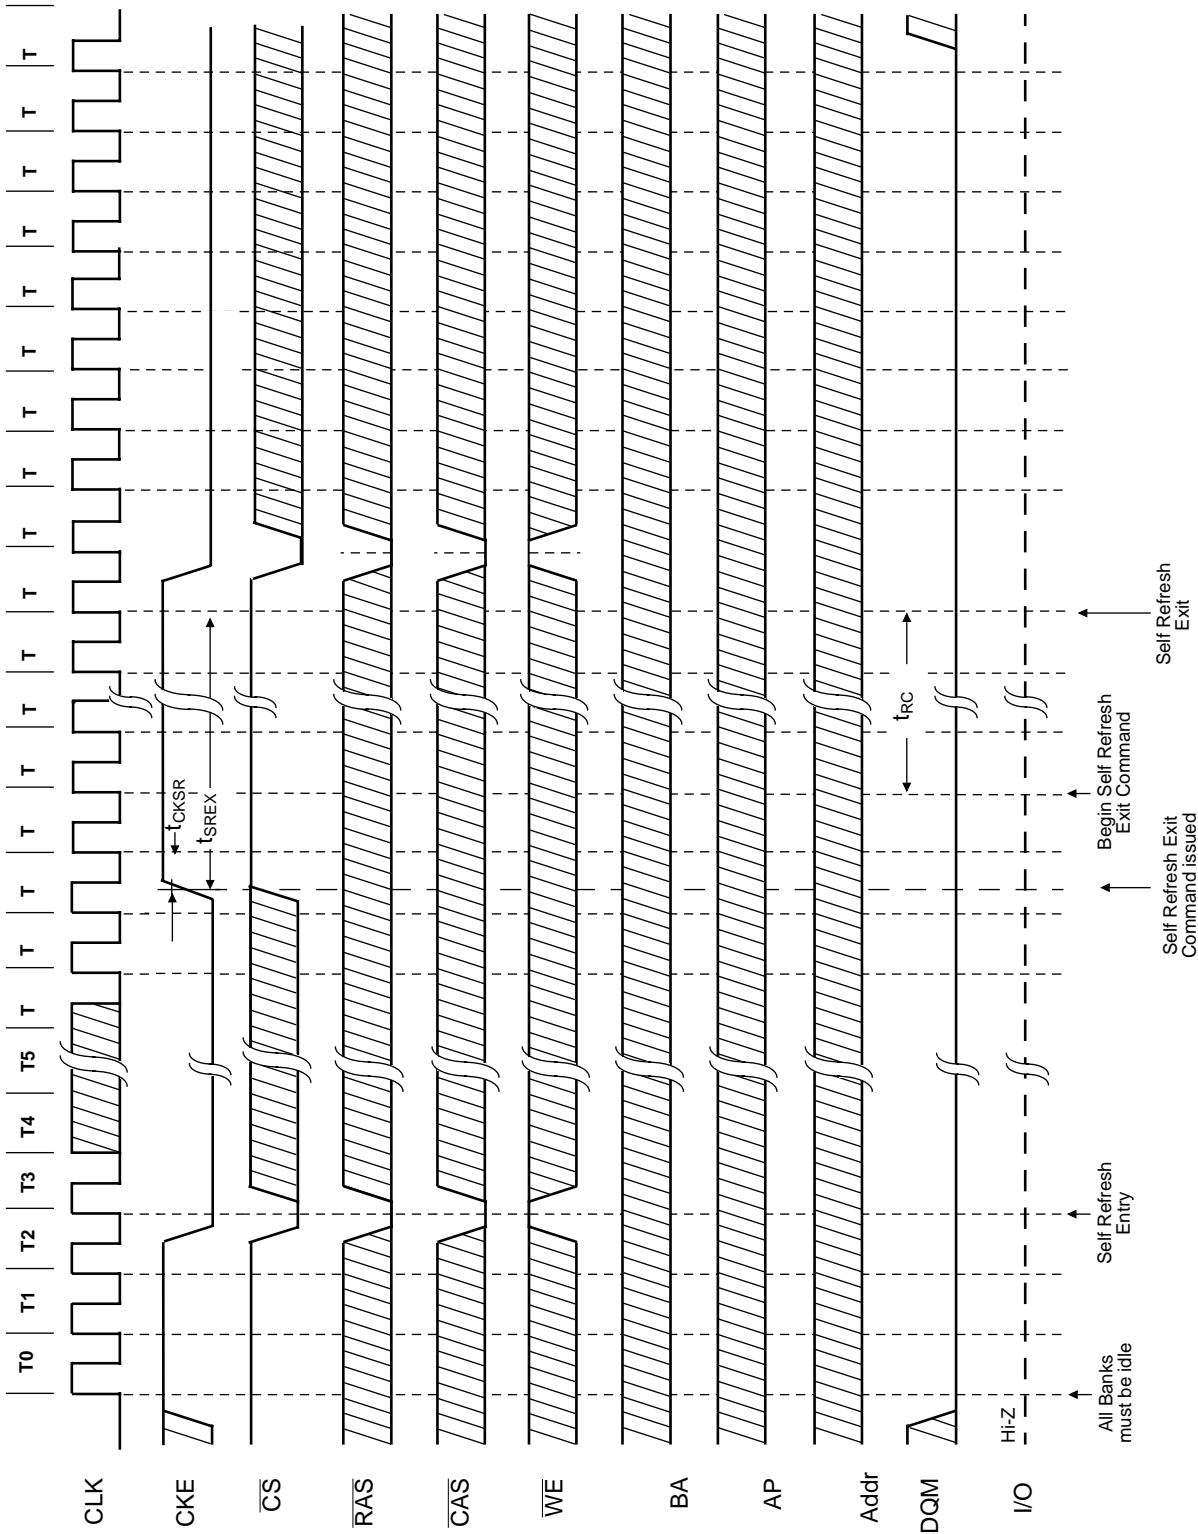 T0 T1 T2 T3 T4 T5 T T T T T T T T T T T T T T T T T
CLK
CKE
tCKSR
tSREX
CS
RAS
CAS
WE
BA
AP
Addr
DQM
tRC
I/O
Hi-Z
All Banks
must be idle
Self Refresh
Entry
Self Refresh Exit
Command issued
Begin Self Refresh
Exit Command
Self Refresh
Exit